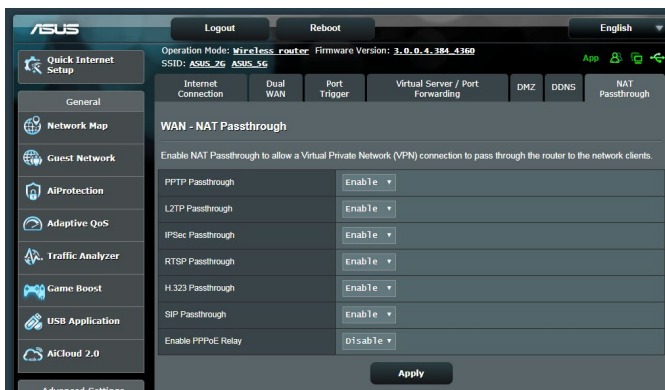 ASUS
Logout
Reboot
English
Operation Mode: Wireless router Firmware Version: 3.0.0.4.384_4360
SSID: ASUS_2G ASUS_5G
App
Quick Internet
Setup
General
Network Map
Guest Network
AiProtection
Adaptive QoS
Traffic Analyzer
Game Boost
USB Application
AiCloud 2.0
Advanced Settings
Internet
Connection
Dual
WAN
Port
Trigger
Virtual Server / Port
Forwarding
DMZ
DDNS
NAT
Passthrough
WAN - NAT Passthrough
Enable NAT Passthrough to allow a Virtual Private Network (VPN) connection to pass through the router to the network clients.
PPTP Passthrough Enable
L2TP Passthrough Enable
IPSec Passthrough Enable
RTSP Passthrough Enable
H.323 Passthrough Enable
SIP Passthrough Enable
Enable PPPoE Relay Disable
Apply